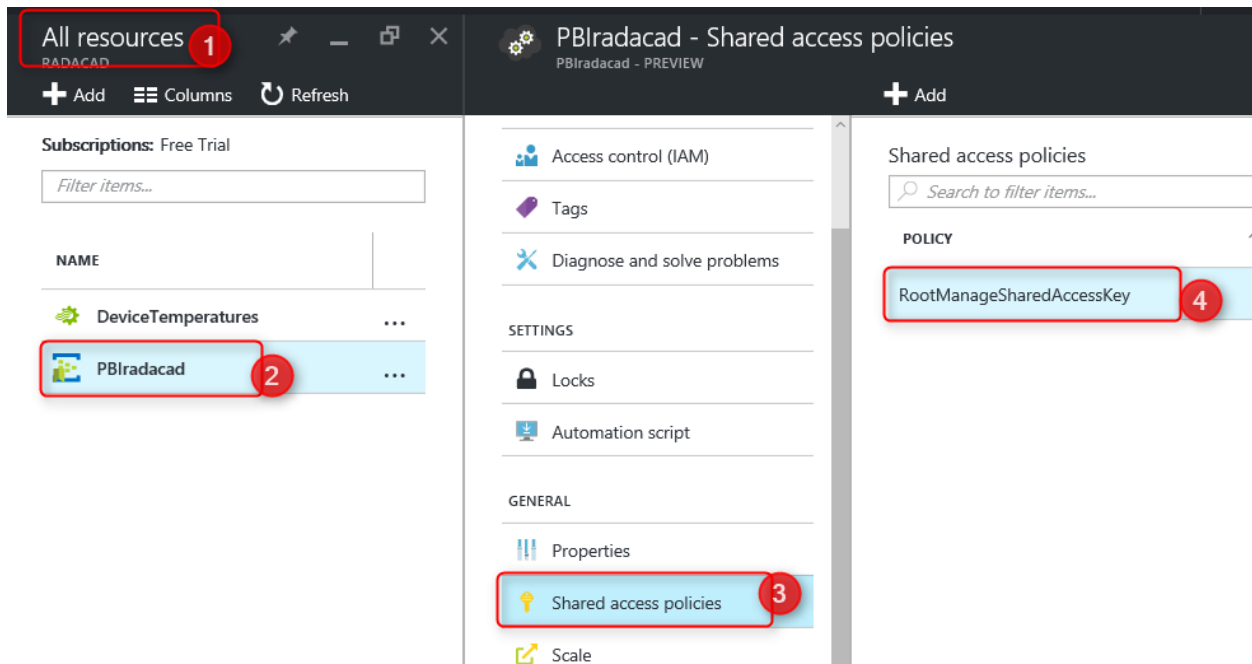 All resources
1
RADACAD
Add
Columns
Refresh
Subscriptions: Free Trial
Filter items...
NAME
DeviceTemperatures
...
PBIradacad
2
...
PBIradacad - Shared access policies
PBIradacad - PREVIEW
Access control (IAM)
Tags
Diagnose and solve problems
SETTINGS
Locks
Automation script
GENERAL
Properties
Shared access policies
3
Scale
Add
Shared access policies
Search to filter items...
POLICY
RootManageSharedAccessKey
4